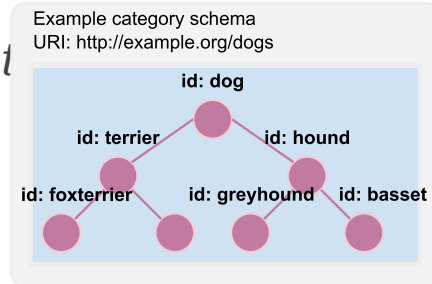 Example category schema
URI: http://example.org/dogs
id: dog
id: terrier
id: hound
id: foxterrier
id: greyhound
id: basset